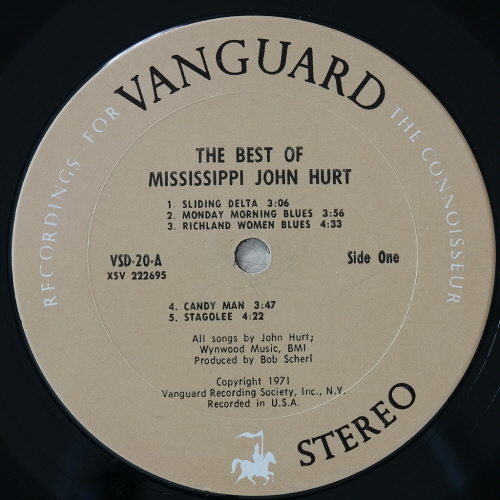 RECORDINGS FOR
VANGUARD
THE CONNOISSEUR
THE BEST OF
MISSISSIPPI JOHN HURT
1 SLIDING DELTA 3:06
2. MONDAY MORNING BLUES 3:56
3. RICHLAND WOMEN BLUES 4:33
VSD-20-A
XSV 222695
Side One
4. CANDY MAN 3:47
5. STAGOLEE 4:22
All songs by John Hurt;
Wynwood Music, BMI
Produced by Bob Scherl
Copyright 1971
Vanguard Recording Society, Inc., N.Y.
Recorded in U.S.A.
STEREO